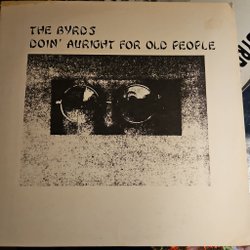 THE BYRDS
DOIN' ALRIGHT FOR OLD PEOPLE